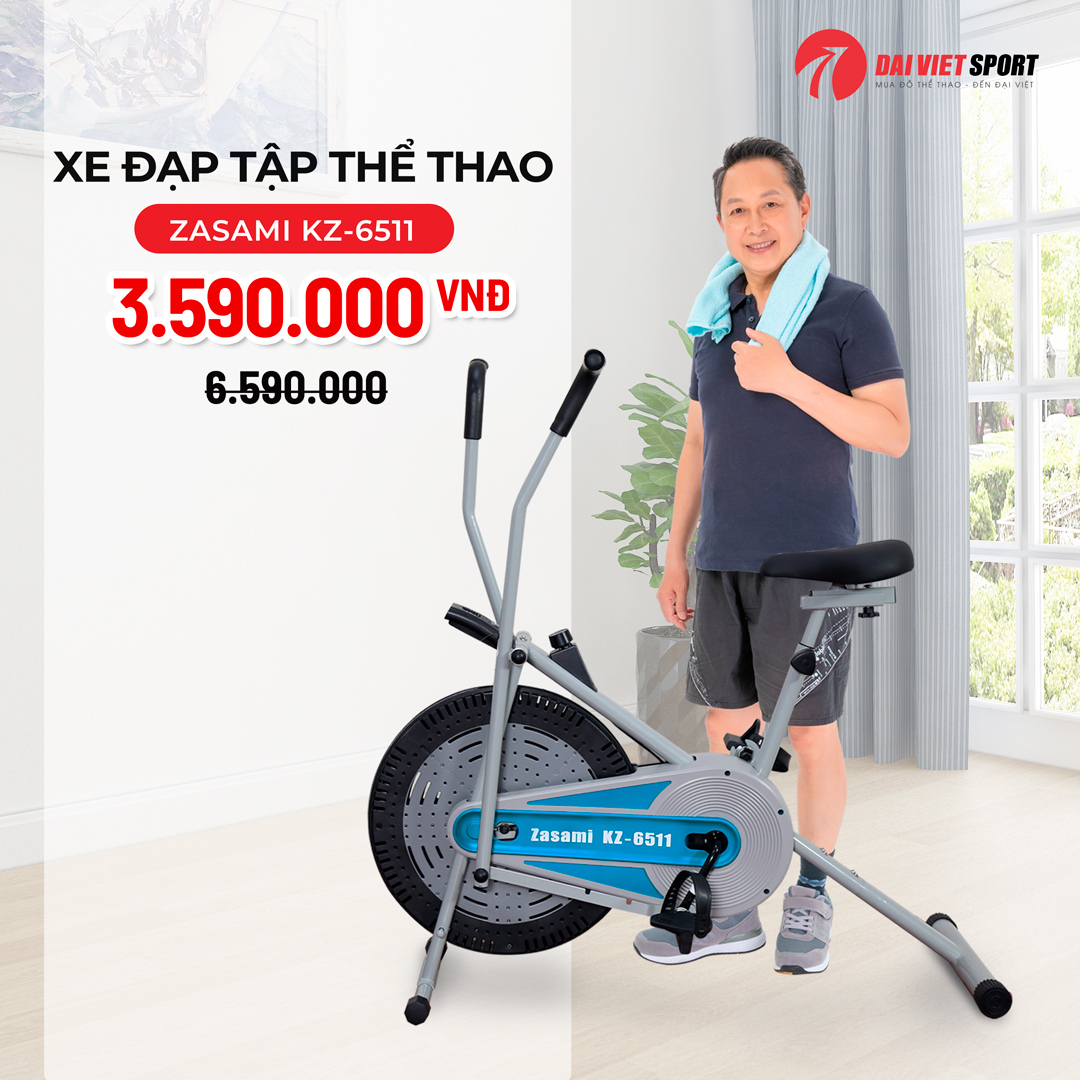 DAI VIET SPORT
MUA ĐỒ THỂ THAO - ĐẾN ĐẠI VIỆT
XE ĐẠP TẬP THỂ THAO
ZASAMI KZ-6511
3.590.000 VNĐ
6.590.000
Zasami KZ-6511